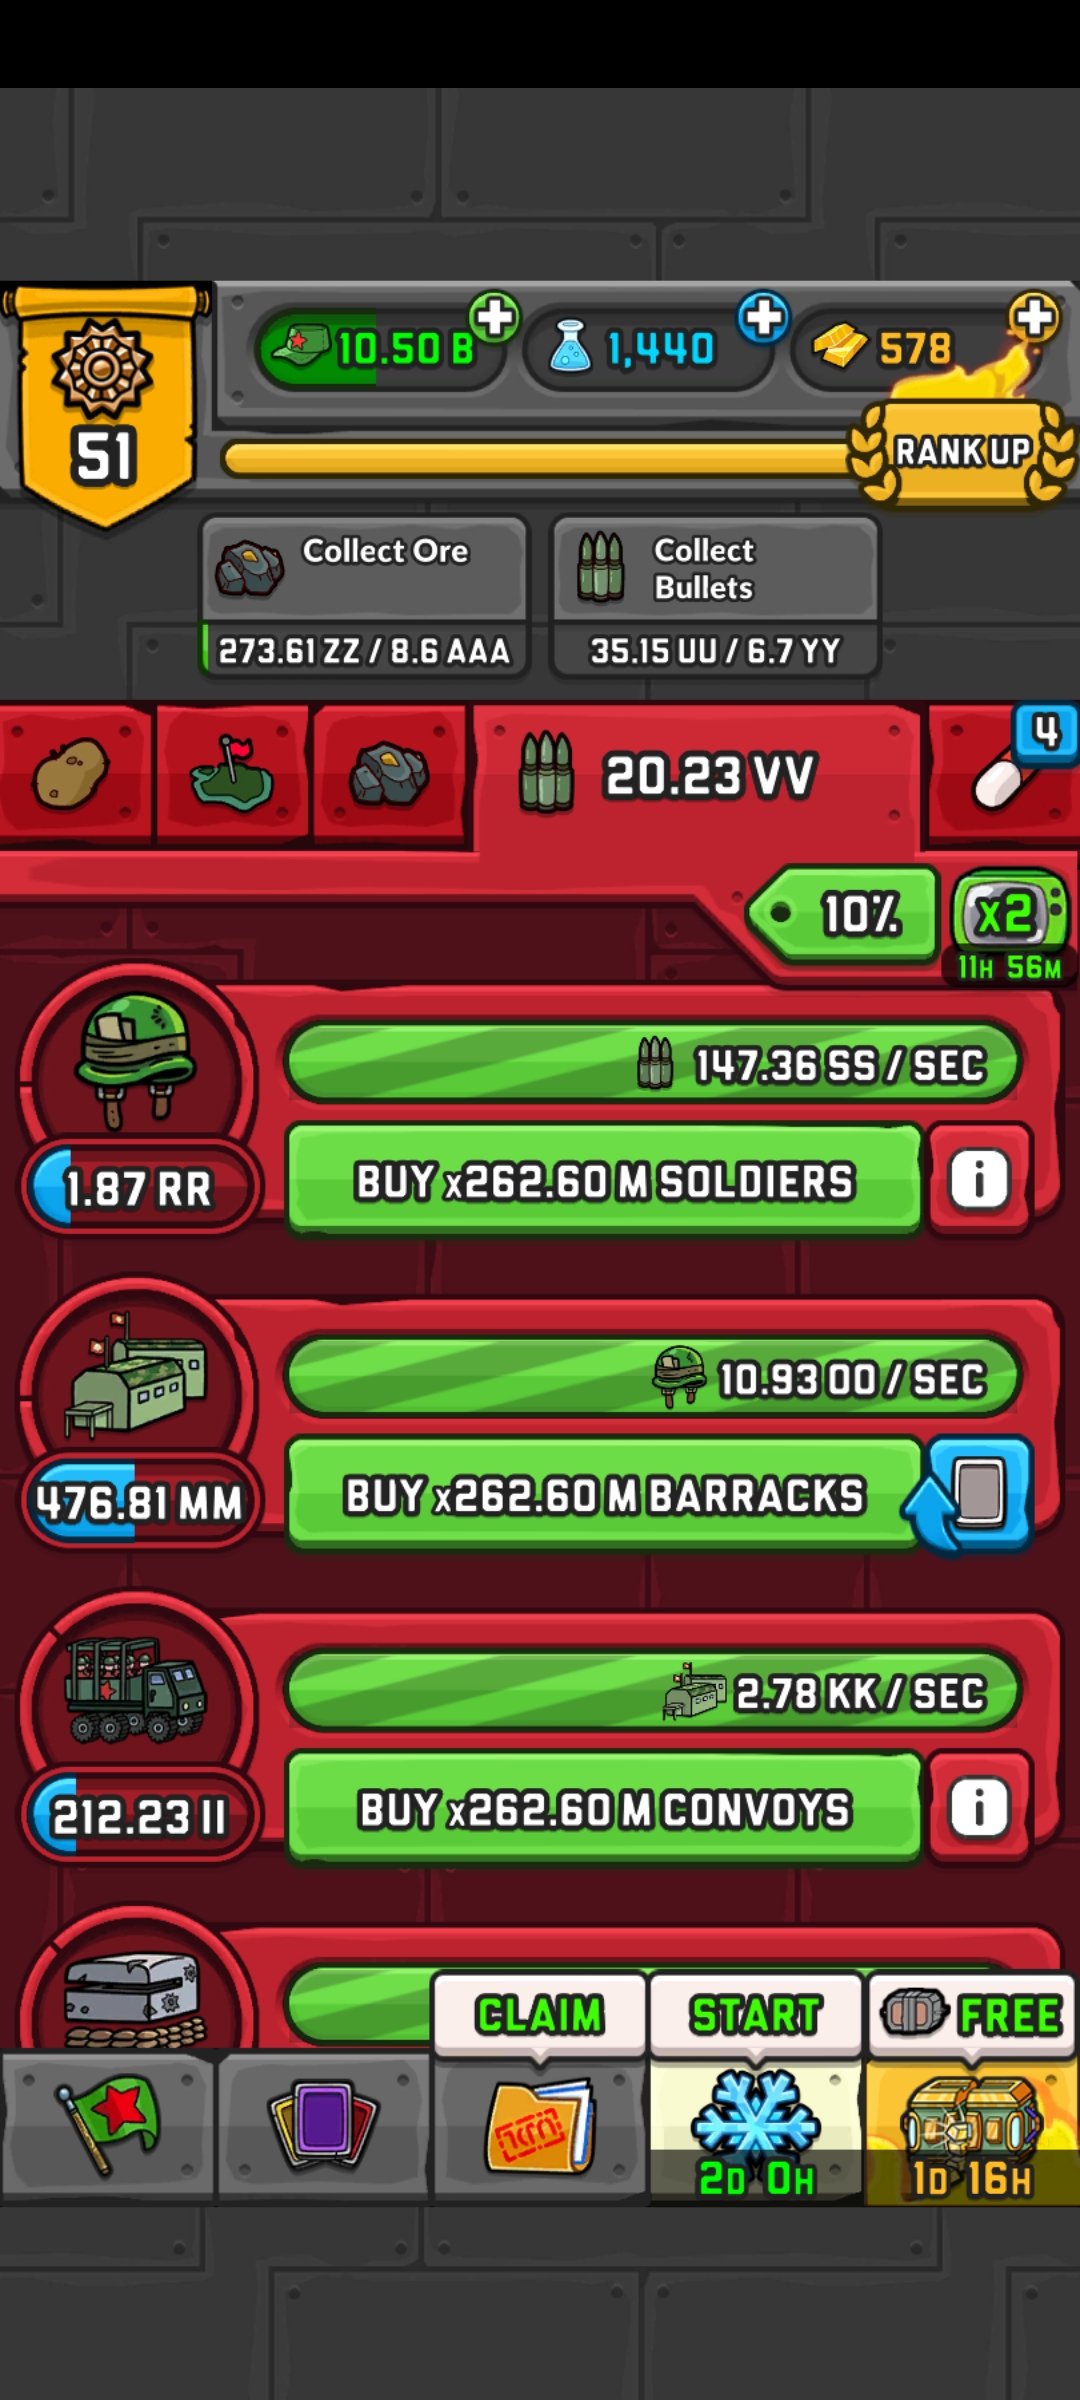 10.50 B
1,440
578
51
RANK UP
Collect Ore
273.61 ZZ / 8.6 AAA
Collect
Bullets
35.15 UU / 6.7 YY
20.23 VV
4
10%
x2
11H 56M
147.36 SS / SEC
1.87 RR
BUY x262.60 M SOLDIERS
i
10.93 OO / SEC
476.81 MM
BUY x262.60 M BARRACKS
2.78 KK / SEC
212.23 II
BUY x262.60 M CONVOYS
i
CLAIM
START
FREE
2D 0H
1D 16H